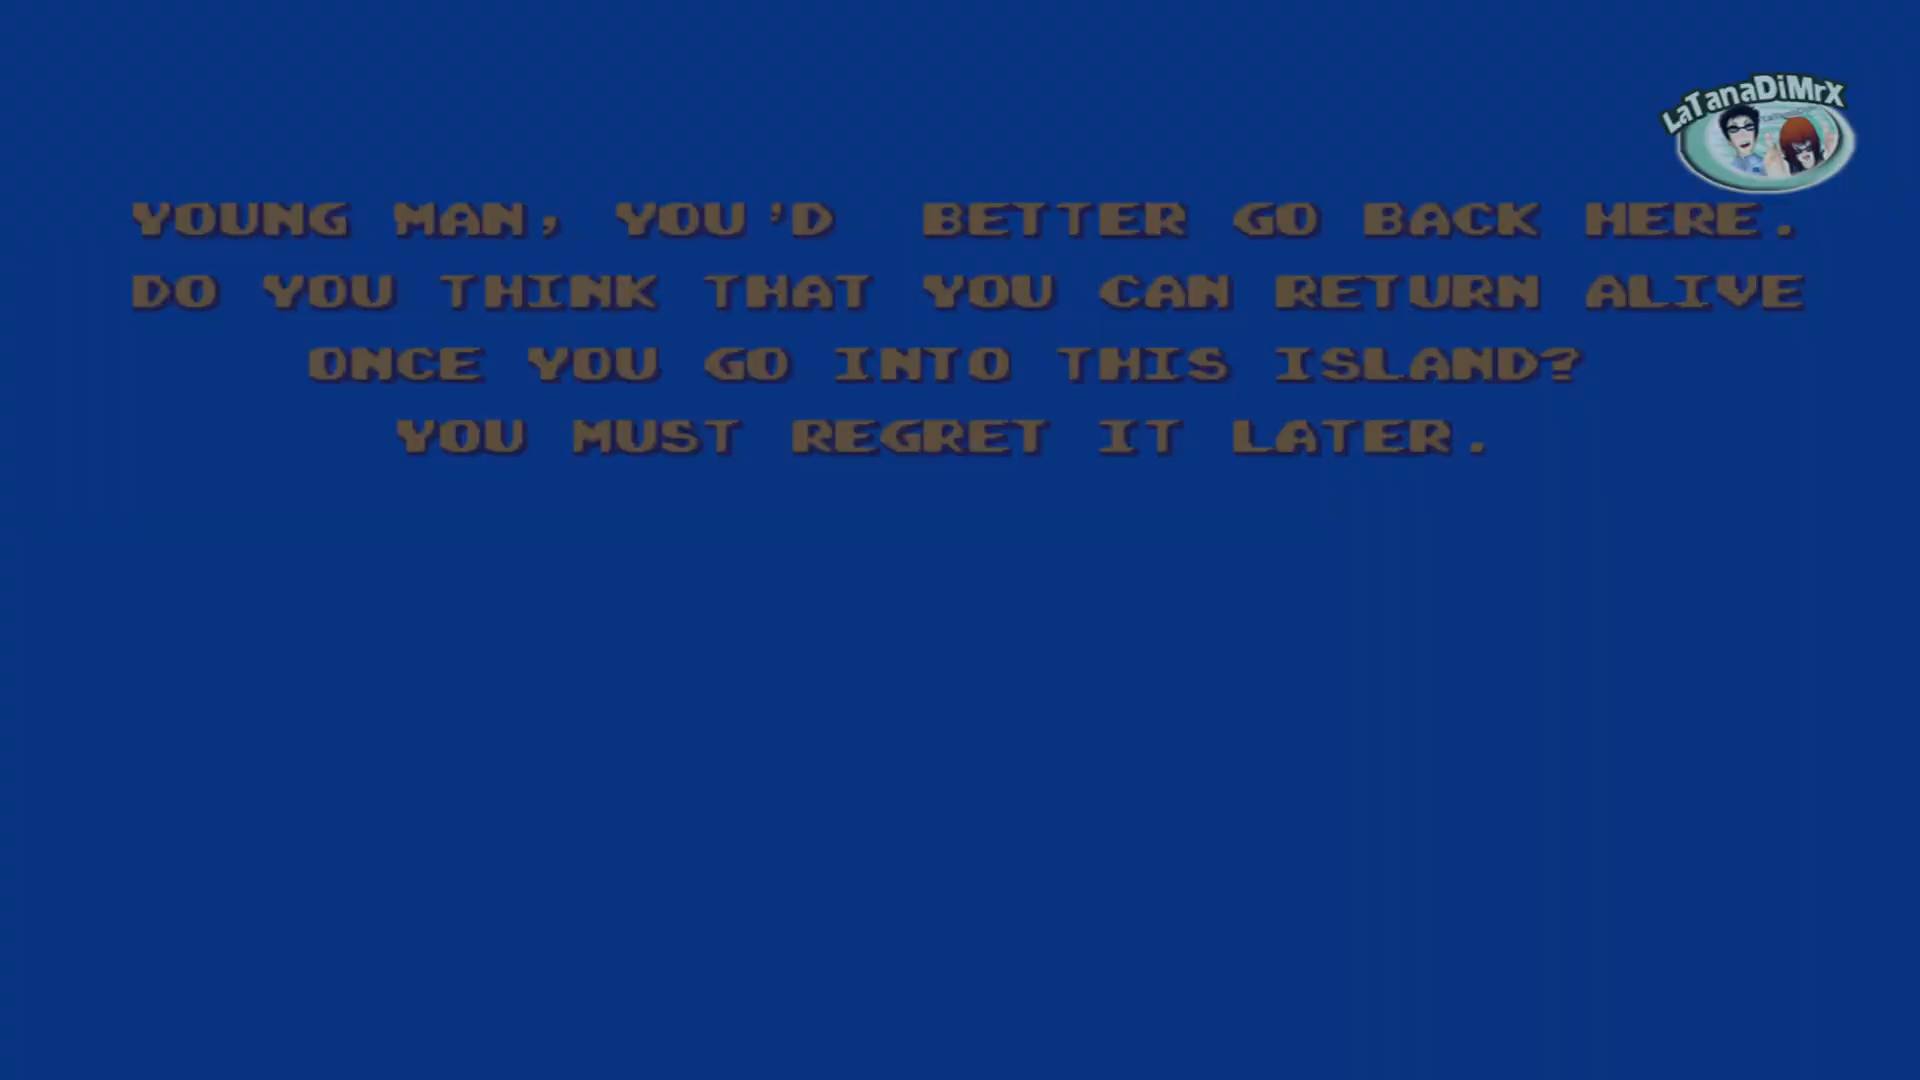 LaTanaDiMrX
YOUNG MAN, YOU'D  BETTER GO BACK HERE.
DO YOU THINK THAT YOU CAN RETURN ALIVE
ONCE YOU GO INTO THIS ISLAND?
YOU MUST REGRET IT LATER.